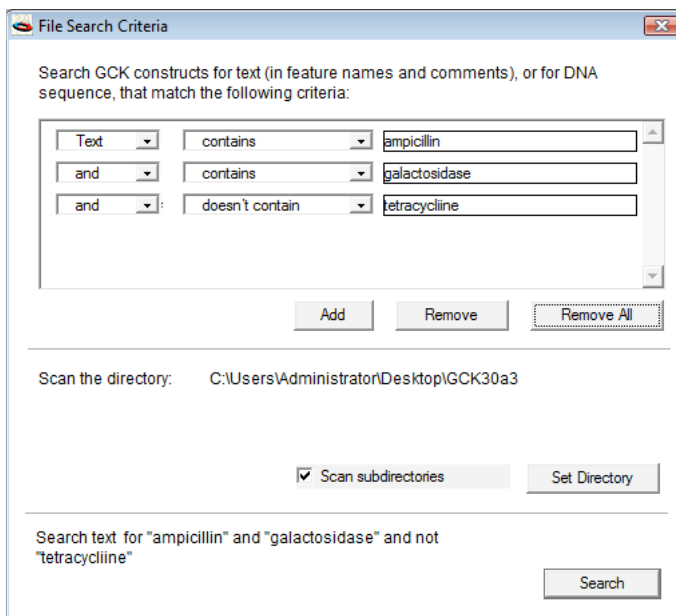 File Search Criteria
Search GCK constructs for text (in feature names and comments), or for DNA
sequence, that match the following criteria:
Text contains ampicillin
and contains galactosidase
and : doesn't contain tetracycliine
Add Remove Remove All
Scan the directory: C:\Users\Administrator\Desktop\GCK30a3
Scan subdirectories Set Directory
Search text for "ampicillin" and "galactosidase" and not
"tetracycliine"
Search